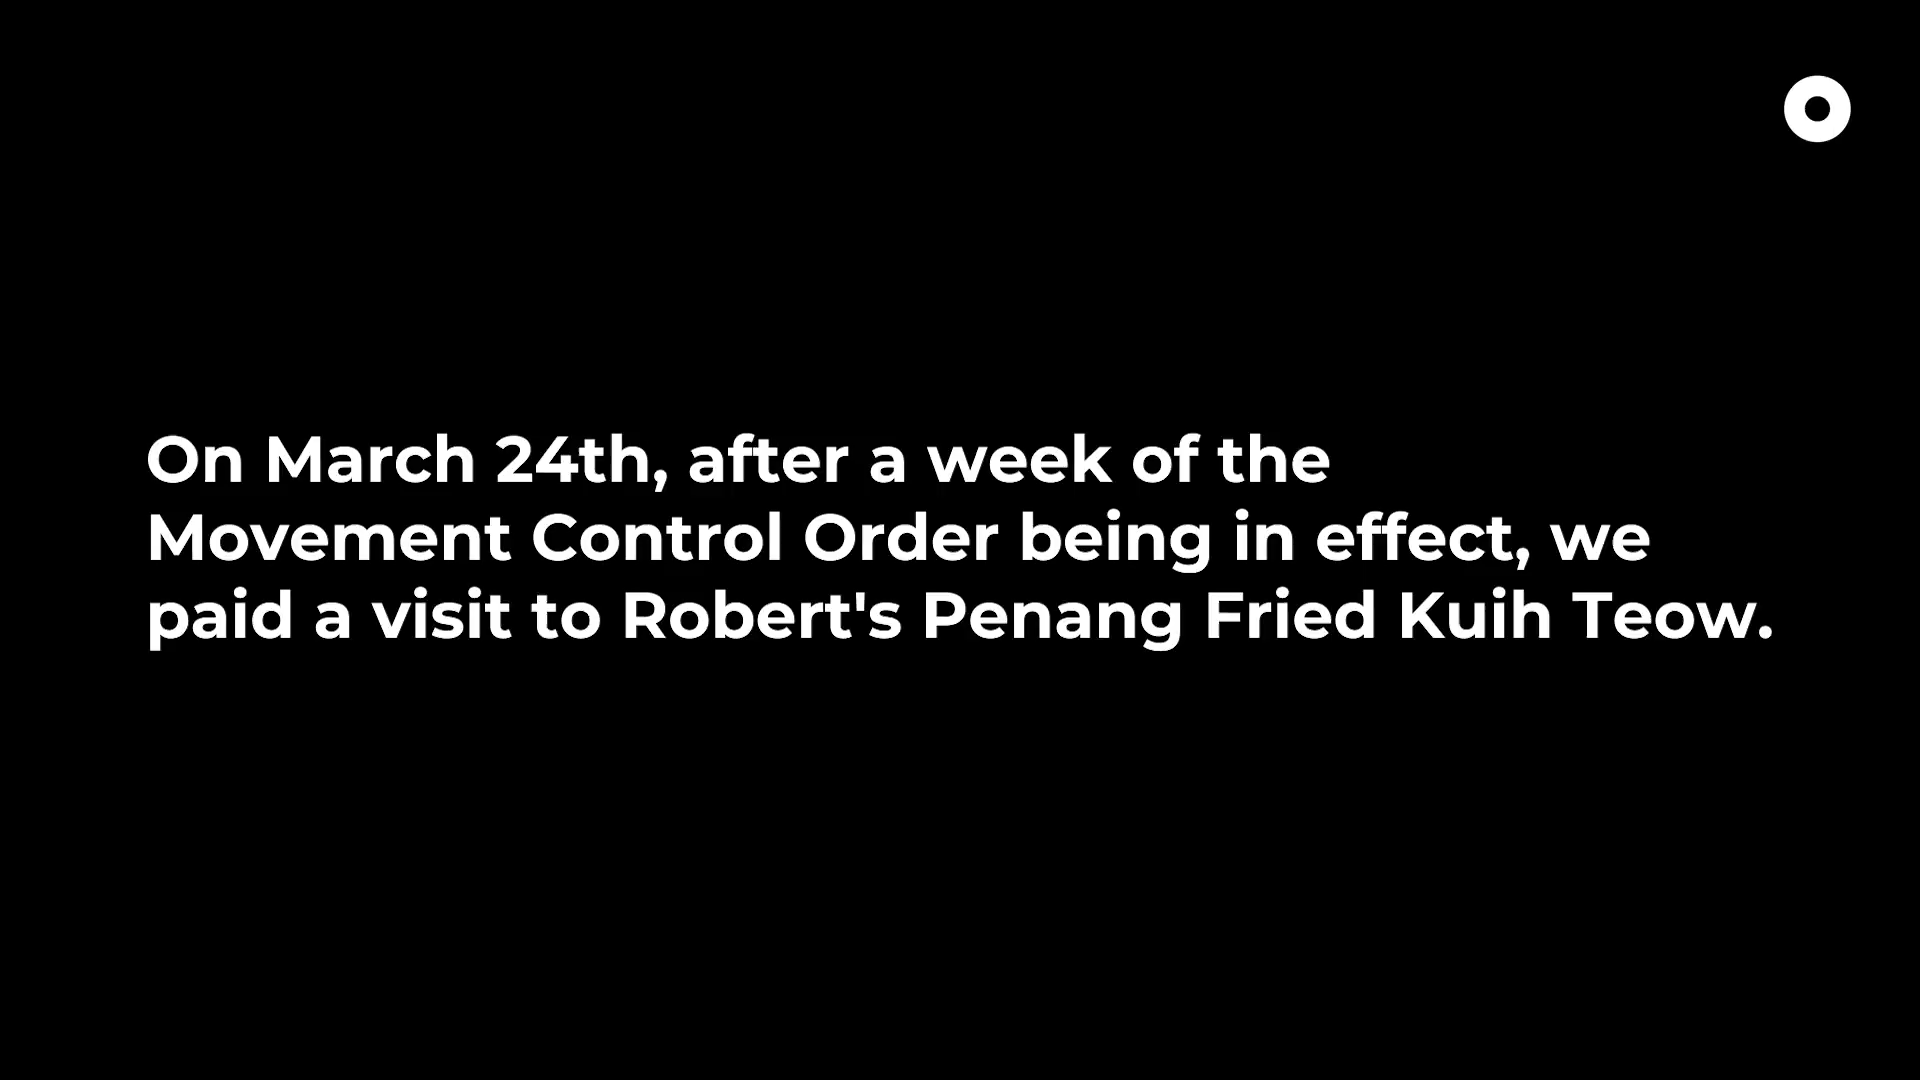 On March 24th, after a week of the
Movement Control Order being in effect, we
paid a visit to Robert's Penang Fried Kuih Teow.